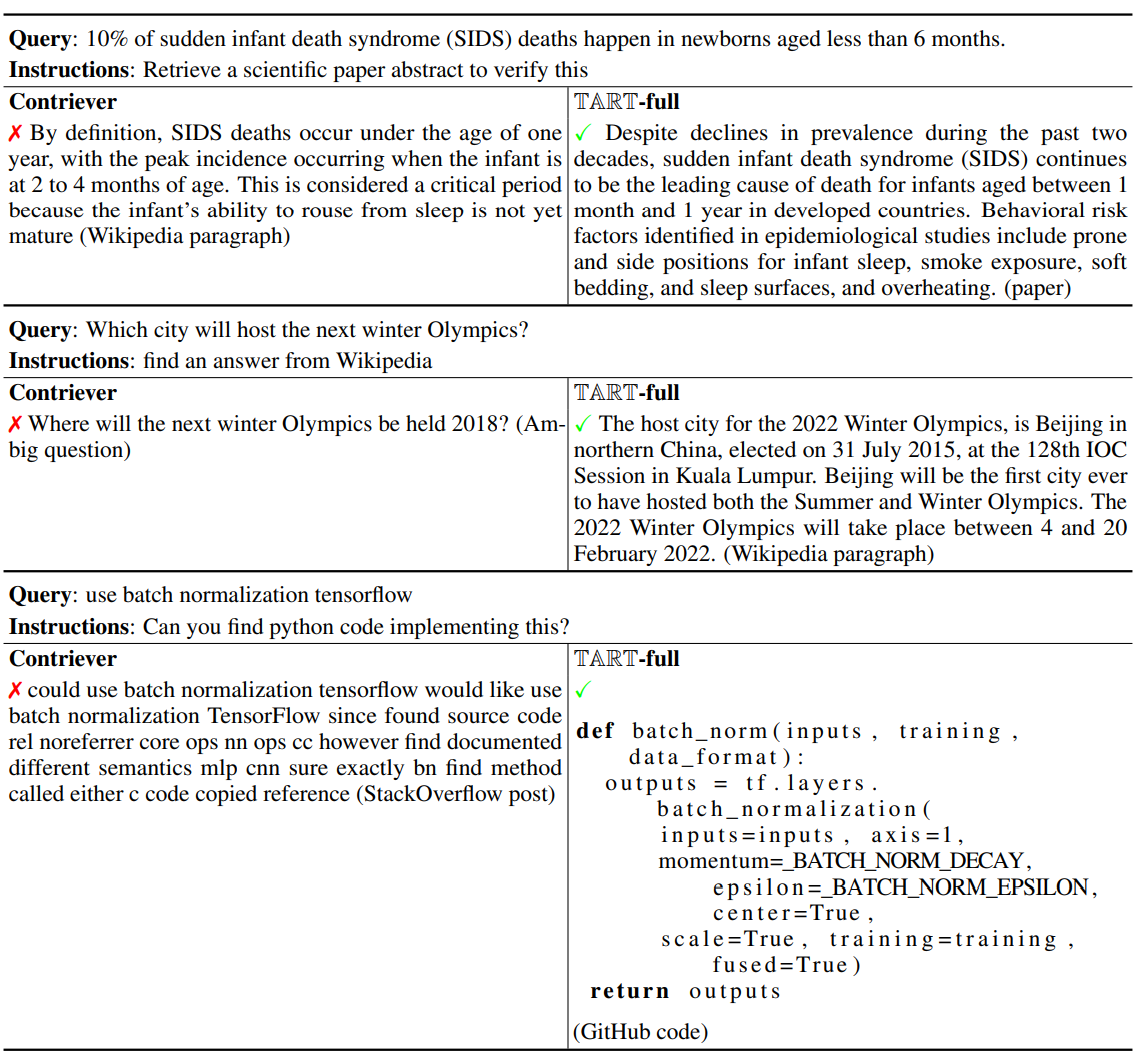 Query: 10% of sudden infant death syndrome (SIDS) deaths happen in newborns aged less than 6 months.
Instructions: Retrieve a scientific paper abstract to verify this
Contriever
✗ By definition, SIDS deaths occur under the age of one
year, with the peak incidence occurring when the infant is
at 2 to 4 months of age. This is considered a critical period
because the infant's ability to rouse from sleep is not yet
mature (Wikipedia paragraph)
𝕋𝔸ℝ𝕋-full
✓ Despite declines in prevalence during the past two
decades, sudden infant death syndrome (SIDS) continues
to be the leading cause of death for infants aged between 1
month and 1 year in developed countries. Behavioral risk
factors identified in epidemiological studies include prone
and side positions for infant sleep, smoke exposure, soft
bedding, and sleep surfaces, and overheating. (paper)
Query: Which city will host the next winter Olympics?
Instructions: find an answer from Wikipedia
Contriever
✗ Where will the next winter Olympics be held 2018? (Am-
big question)
𝕋𝔸ℝ𝕋-full
✓ The host city for the 2022 Winter Olympics, is Beijing in
northern China, elected on 31 July 2015, at the 128th IOC
Session in Kuala Lumpur. Beijing will be the first city ever
to have hosted both the Summer and Winter Olympics. The
2022 Winter Olympics will take place between 4 and 20
February 2022. (Wikipedia paragraph)
Query: use batch normalization tensorflow
Instructions: Can you find python code implementing this?
Contriever
✗ could use batch normalization tensorflow would like use
batch normalization TensorFlow since found source code
rel noreferrer core ops nn ops cc however find documented
different semantics mlp cnn sure exactly bn find method
called either c code copied reference (StackOverflow post)
𝕋𝔸ℝ𝕋-full
✓
def batch_norm(inputs, training,
data_format):
outputs = tf.layers.
batch_normalization(
inputs=inputs, axis=1,
momentum=_BATCH_NORM_DECAY,
epsilon=_BATCH_NORM_EPSILON,
center=True,
scale=True, training=training,
fused=True)
return outputs
(GitHub code)